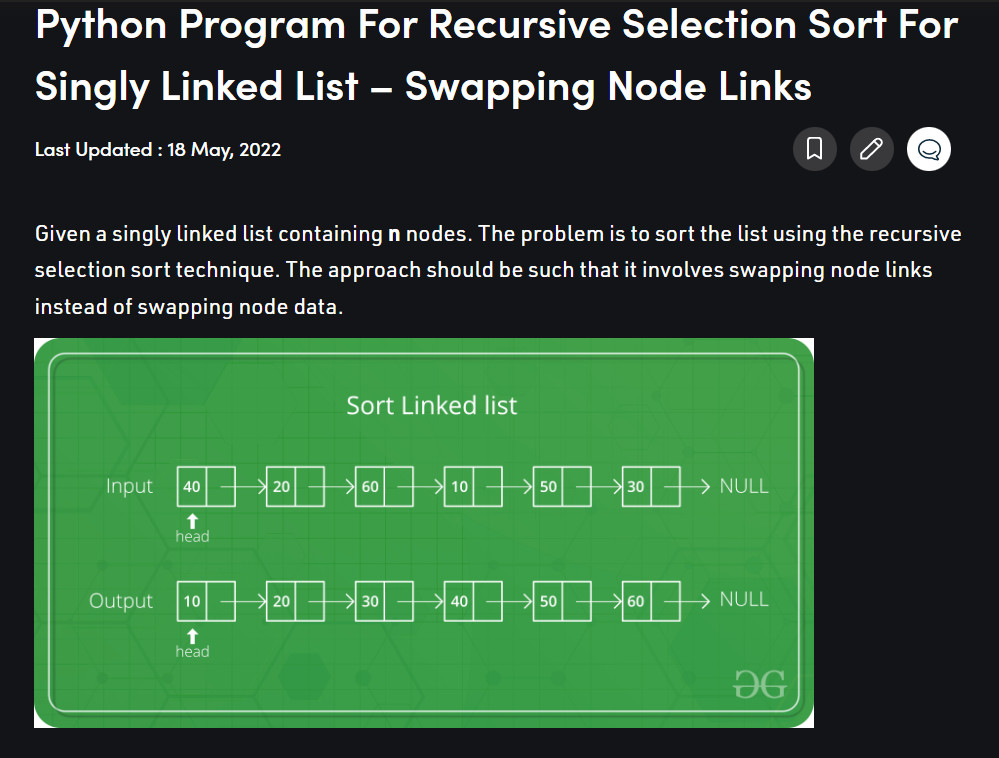 Python Program For Recursive Selection Sort For
Singly Linked List – Swapping Node Links
Last Updated : 18 May, 2022
Given a singly linked list containing n nodes. The problem is to sort the list using the recursive
selection sort technique. The approach should be such that it involves swapping node links
instead of swapping node data.
Sort Linked list
Input 40 20 60 10 50 30 NULL
head
Output 10 20 30 40 50 60 NULL
head